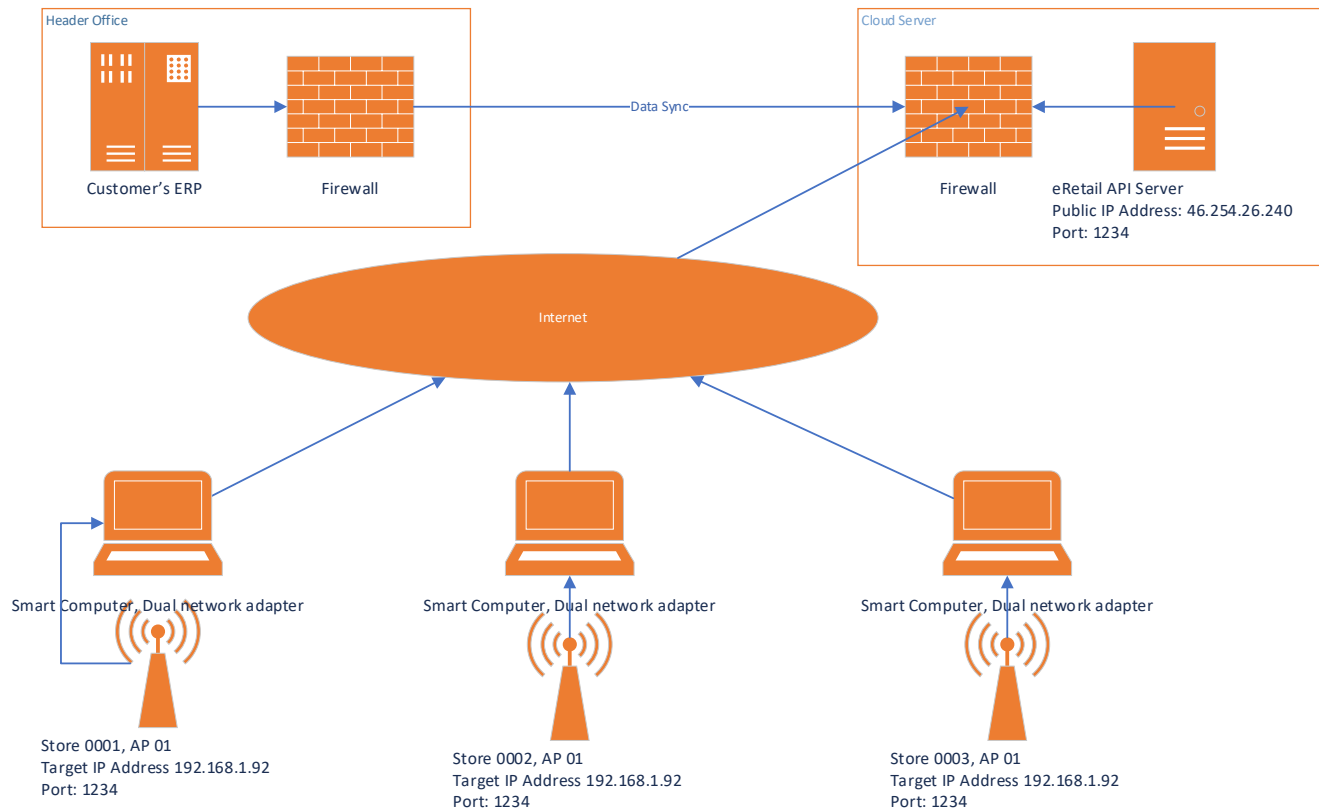 Header Office
Cloud Server
Data Sync
Customer's ERP
Firewall
Firewall
eRetail API Server
Public IP Address: 46.254.26.240
Port: 1234
Internet
Smart Computer, Dual network adapter
Smart Computer, Dual network adapter
Smart Computer, Dual network adapter
Store 0001, AP 01
Target IP Address 192.168.1.92
Port: 1234
Store 0002, AP 01
Target IP Address 192.168.1.92
Port: 1234
Store 0003, AP 01
Target IP Address 192.168.1.92
Port: 1234